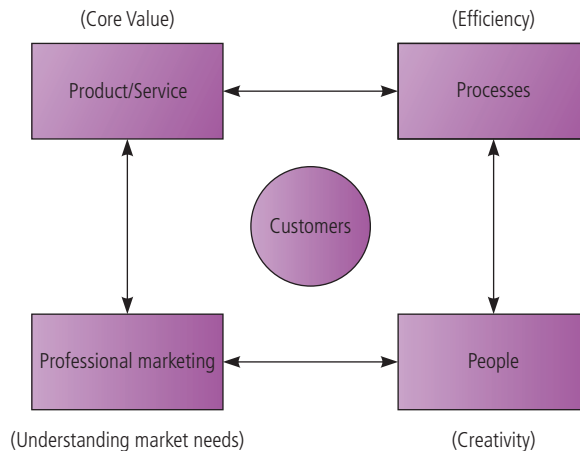 (Core Value)
(Efficiency)
Product/Service
Processes
Customers
Professional marketing
People
(Understanding market needs)
(Creativity)